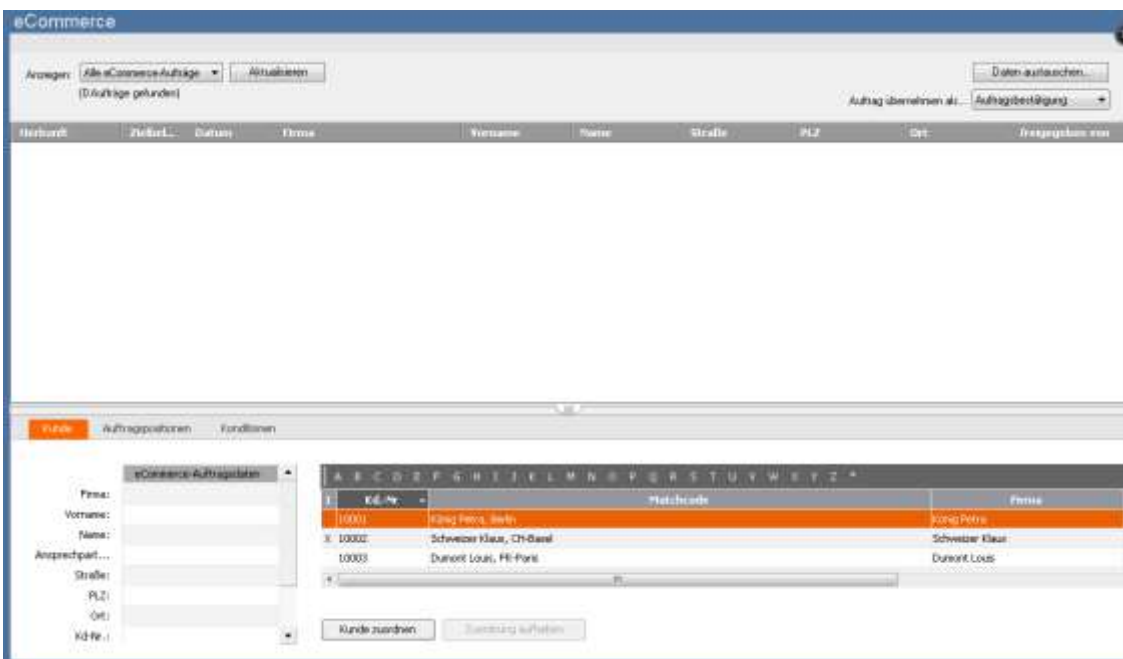 eCommerce
Anzeigen: Alle eCommerce-Aufträge Aktualisieren Daten austauschen...
(0 Aufträge gefunden)
Auftrag übernehmen als... Auftragsbestätigung
Herkunft Datum Firma Vorname Name Straße PLZ Ort freigegeben von
Kunde Auftragspositionen Konditionen
eCommerce-Auftragsdaten
A B C D E F G H I J K L M N O P Q R S T U V W X Y Z *
Firma:
Vorname:
Name:
Ansprechpart...
Straße:
PLZ:
Ort:
Kd-Nr.:
Kd.-Nr. Matchcode Firma
10001 König Petra, Berlin König Petra
X 10002 Schweizer Klaus, CH-Basel Schweizer Klaus
10003 Dumont Louis, FR-Paris Dumont Louis
Kunde zuordnen Zuordnung aufheben